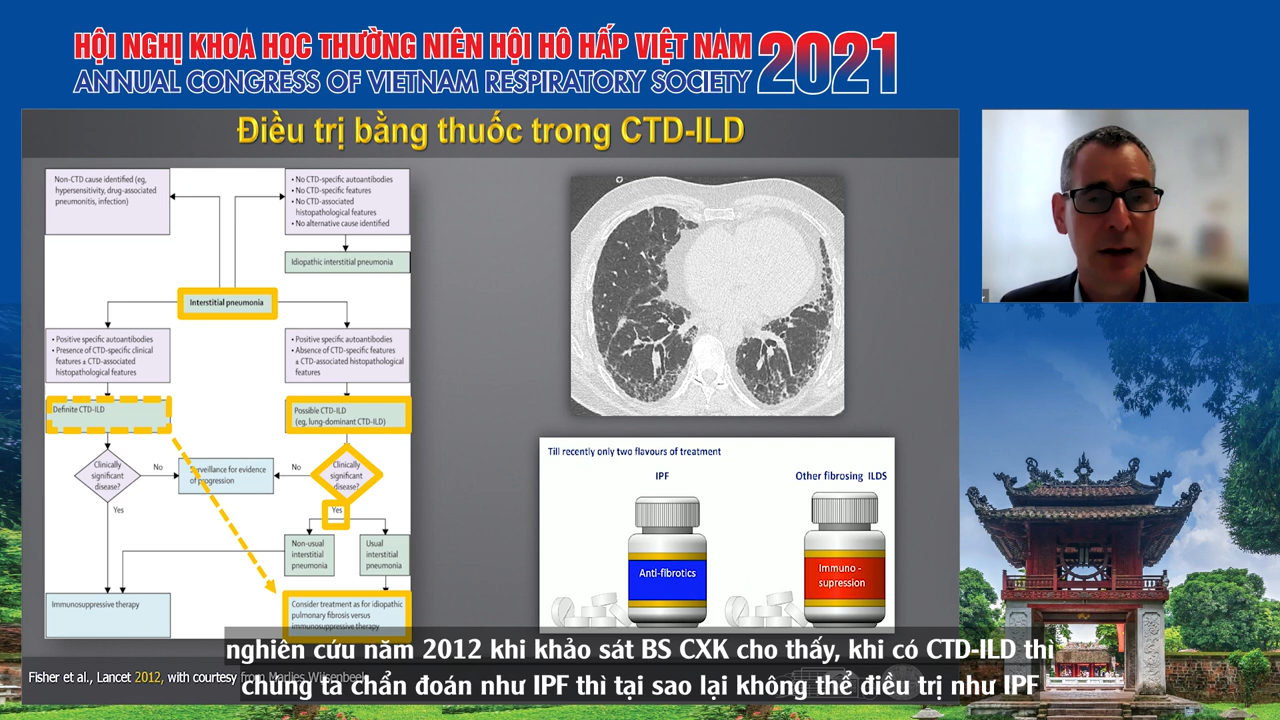 HỘI NGHỊ KHOA HỌC THƯỜNG NIÊN HỘI HÔ HẤP VIỆT NAM 2021
ANNUAL CONGRESS OF VIETNAM RESPIRATORY SOCIETY
Điều trị bằng thuốc trong CTD-ILD
Non-CTD cause identified (eg,
hypersensitivity, drug-associated
pneumonitis, infection)
• No CTD-specific autoantibodies
• No CTD-specific features
• No CTD-associated
histopathological features
• No alternative cause identified
Idiopathic interstitial pneumonia
Interstitial pneumonia
• Positive specific autoantibodies
• Presence of CTD-specific clinical
features ± CTD-associated
histopathological features
• Positive specific autoantibodies
• Absence of CTD-specific features
± CTD-associated histopathological
features
Definite CTD-ILD
Possible CTD-ILD
(eg, lung-dominant CTD-ILD)
Clinically
significant
disease?
No
Surveillance for evidence
of progression
No
Clinically
significant
disease?
Yes
Yes
Non-usual
interstitial
pneumonia
Usual
interstitial
pneumonia
Immunosuppressive therapy
Consider treatment as for idiopathic
pulmonary fibrosis versus
immunosuppressive therapy
Till recently only two flavours of treatment
IPF
Other fibrosing ILDS
Anti-fibrotics
Immuno -
supression
nghiên cứu năm 2012 khi khảo sát BS CXK cho thấy, khi có CTD-ILD thì
chúng ta chẩm đoán như IPF thì tại sao lại không thể điều trị như IPF
Fisher et al., Lancet 2012, with courtesy from Marlies Wijsenbeek